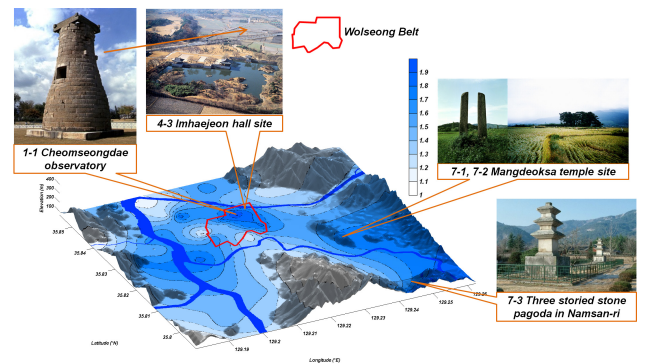 Wolseong Belt
4-3 Imhaejeon hall site
1-1 Cheomseongdae
observatory
7-1, 7-2 Mangdeoksa temple site
7-3 Three storied stone
pagoda in Namsan-ri
1.9
1.8
1.7
1.6
1.5
1.4
1.3
1.2
1.1
1
Elevation (m)
400
300
200
100
35.85
35.84
35.83
35.82
35.81
35.8
Latitude (°N)
129.19
129.2
129.21
129.22
129.23
129.24
129.25
129.26
Longitude (°E)